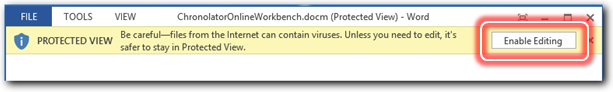 FILE TOOLS VIEW ChronolatorOnlineWorkbench.docm (Protected View) - Word
PROTECTED VIEW Be careful—files from the Internet can contain viruses. Unless you need to edit, it's
safer to stay in Protected View.
Enable Editing